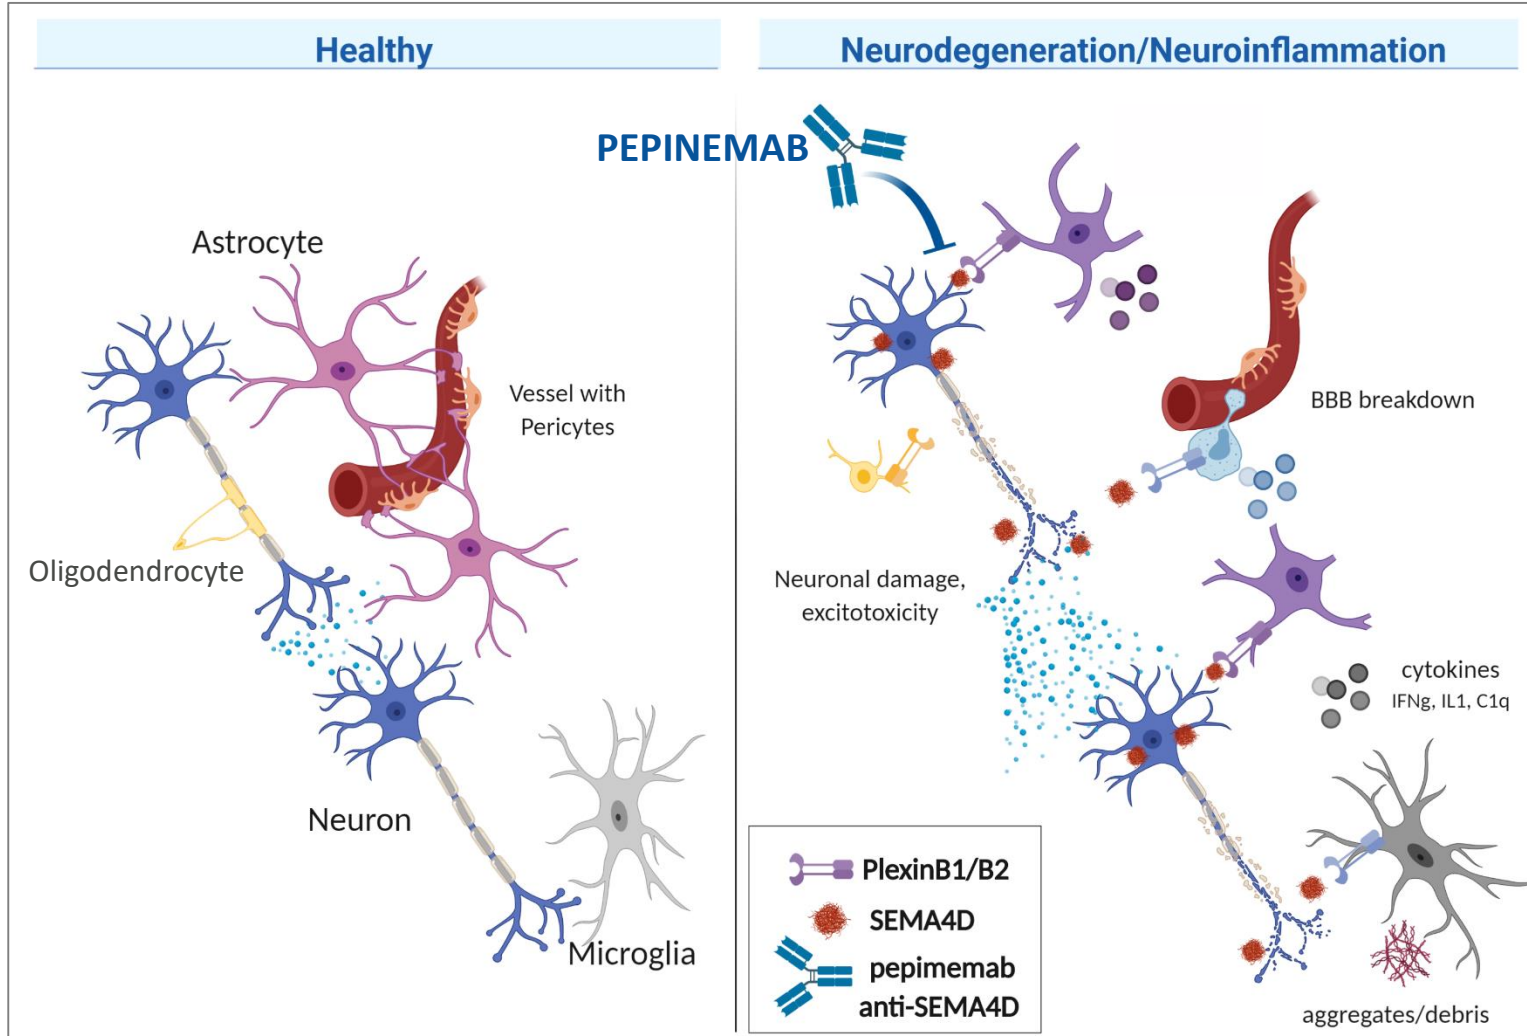 Healthy
Neurodegeneration/Neuroinflammation
PEPINEMAB
Astrocyte
Vessel with
Pericytes
BBB breakdown
Oligodendrocyte
Neuronal damage,
excitotoxicity
cytokines
IFNg, IL1, C1q
Neuron
Microglia
PlexinB1/B2
SEMA4D
pepimemab
anti-SEMA4D
aggregates/debris